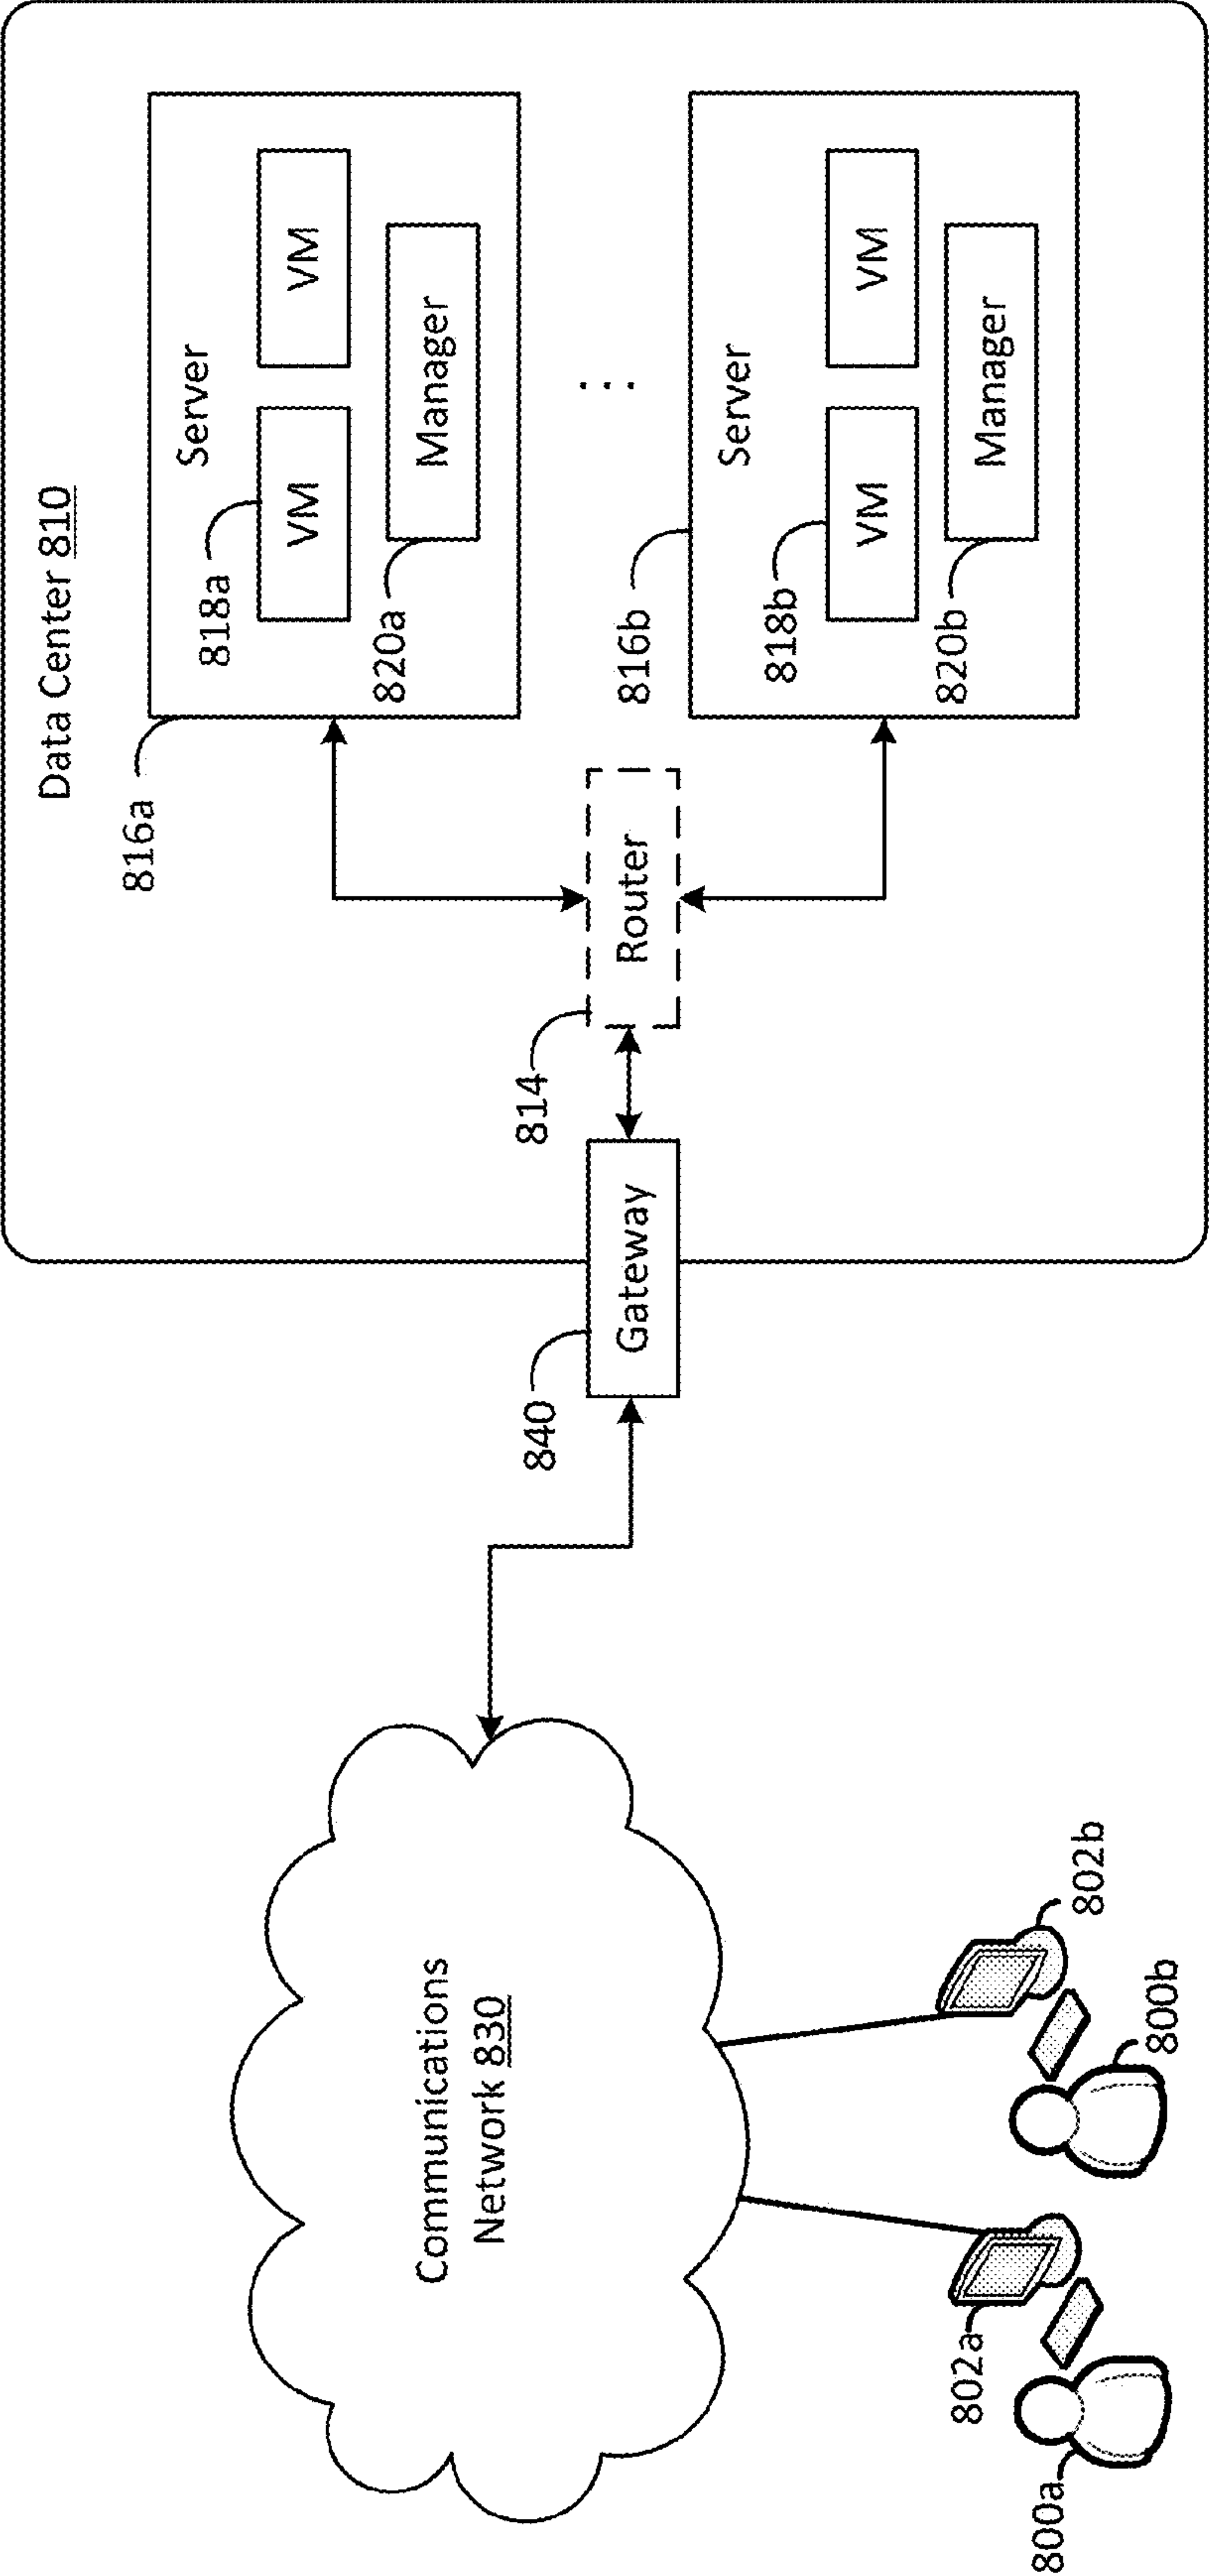 Data Center 810
816a
Server
818a
VM
VM
820a
Manager
...
816b
Server
818b
VM
VM
820b
Manager
814
Router
840
Gateway
Communications
Network 830
802a
802b
800a
800b